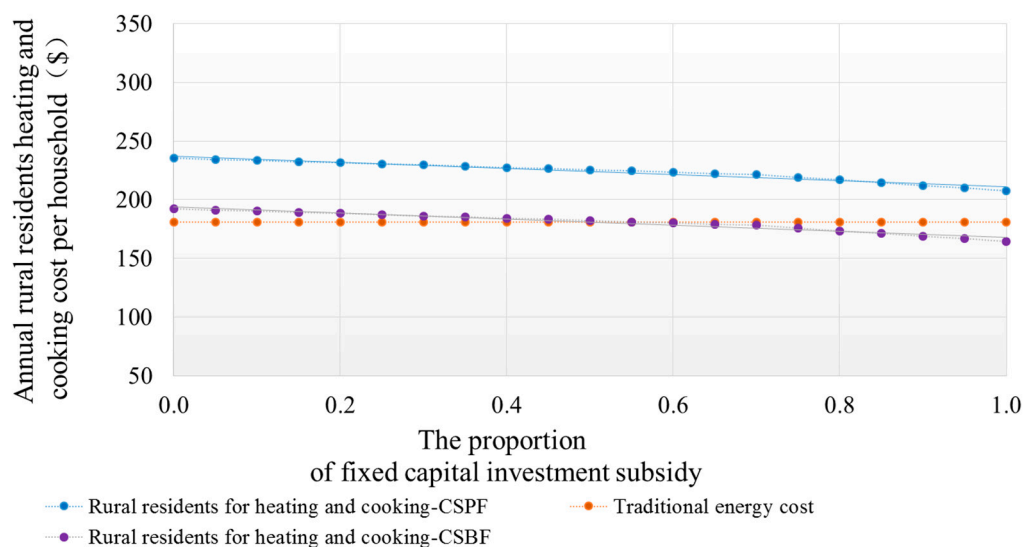 Annual rural residents heating and
cooking cost per household（$）
350
300
250
200
150
100
50
0.0 0.2 0.4 0.6 0.8 1.0
The proportion
of fixed capital investment subsidy
Rural residents for heating and cooking-CSPF Traditional energy cost
Rural residents for heating and cooking-CSBF